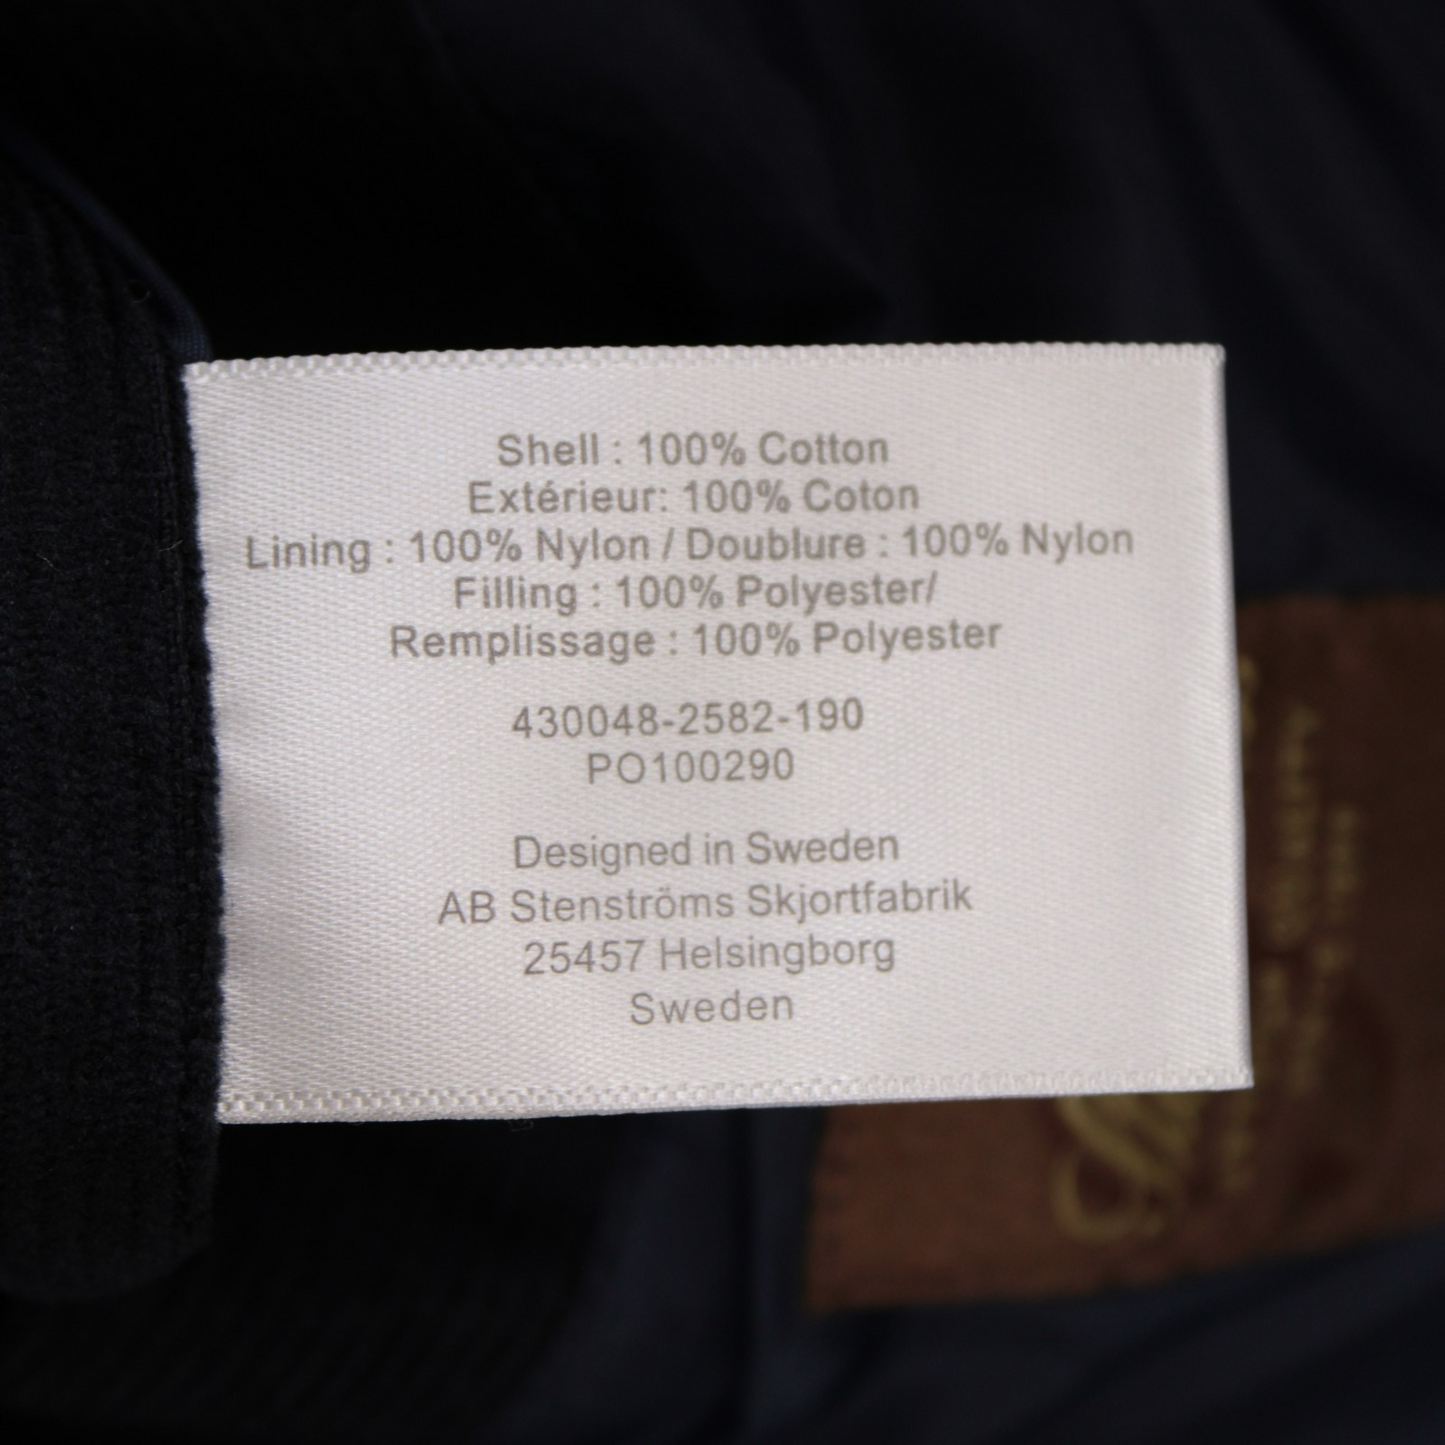 Shell : 100% Cotton
Extérieur: 100% Coton
Lining : 100% Nylon / Doublure : 100% Nylon
Filling : 100% Polyester/
Remplissage : 100% Polyester
430048-2582-190
PO100290
Designed in Sweden
AB Stenströms Skjortfabrik
25457 Helsingborg
Sweden